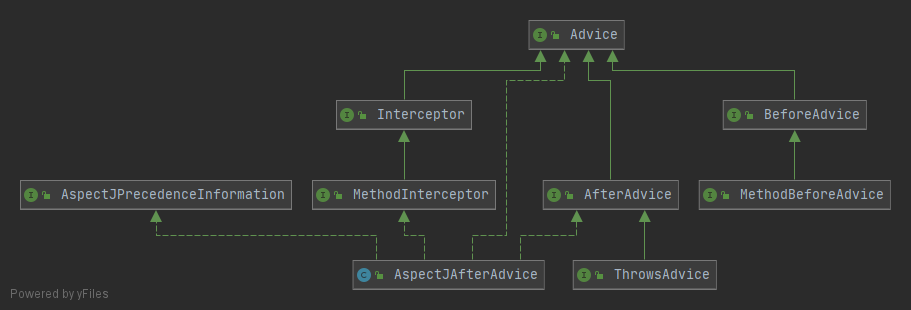 Advice
Interceptor
BeforeAdvice
AspectJPrecedenceInformation
MethodInterceptor
AfterAdvice
MethodBeforeAdvice
AspectJAfterAdvice
ThrowsAdvice
Powered by yFiles